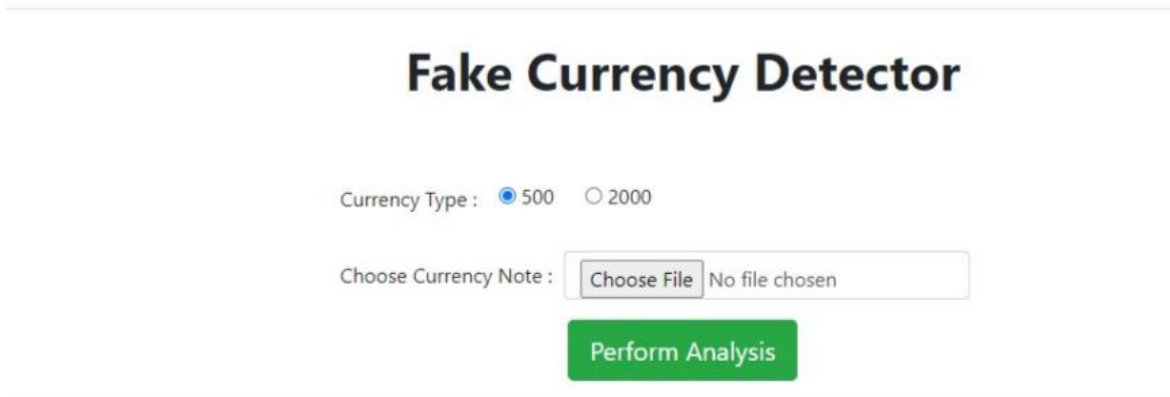 Fake Currency Detector
Currency Type : 500 2000
Choose Currency Note : Choose File No file chosen
Perform Analysis